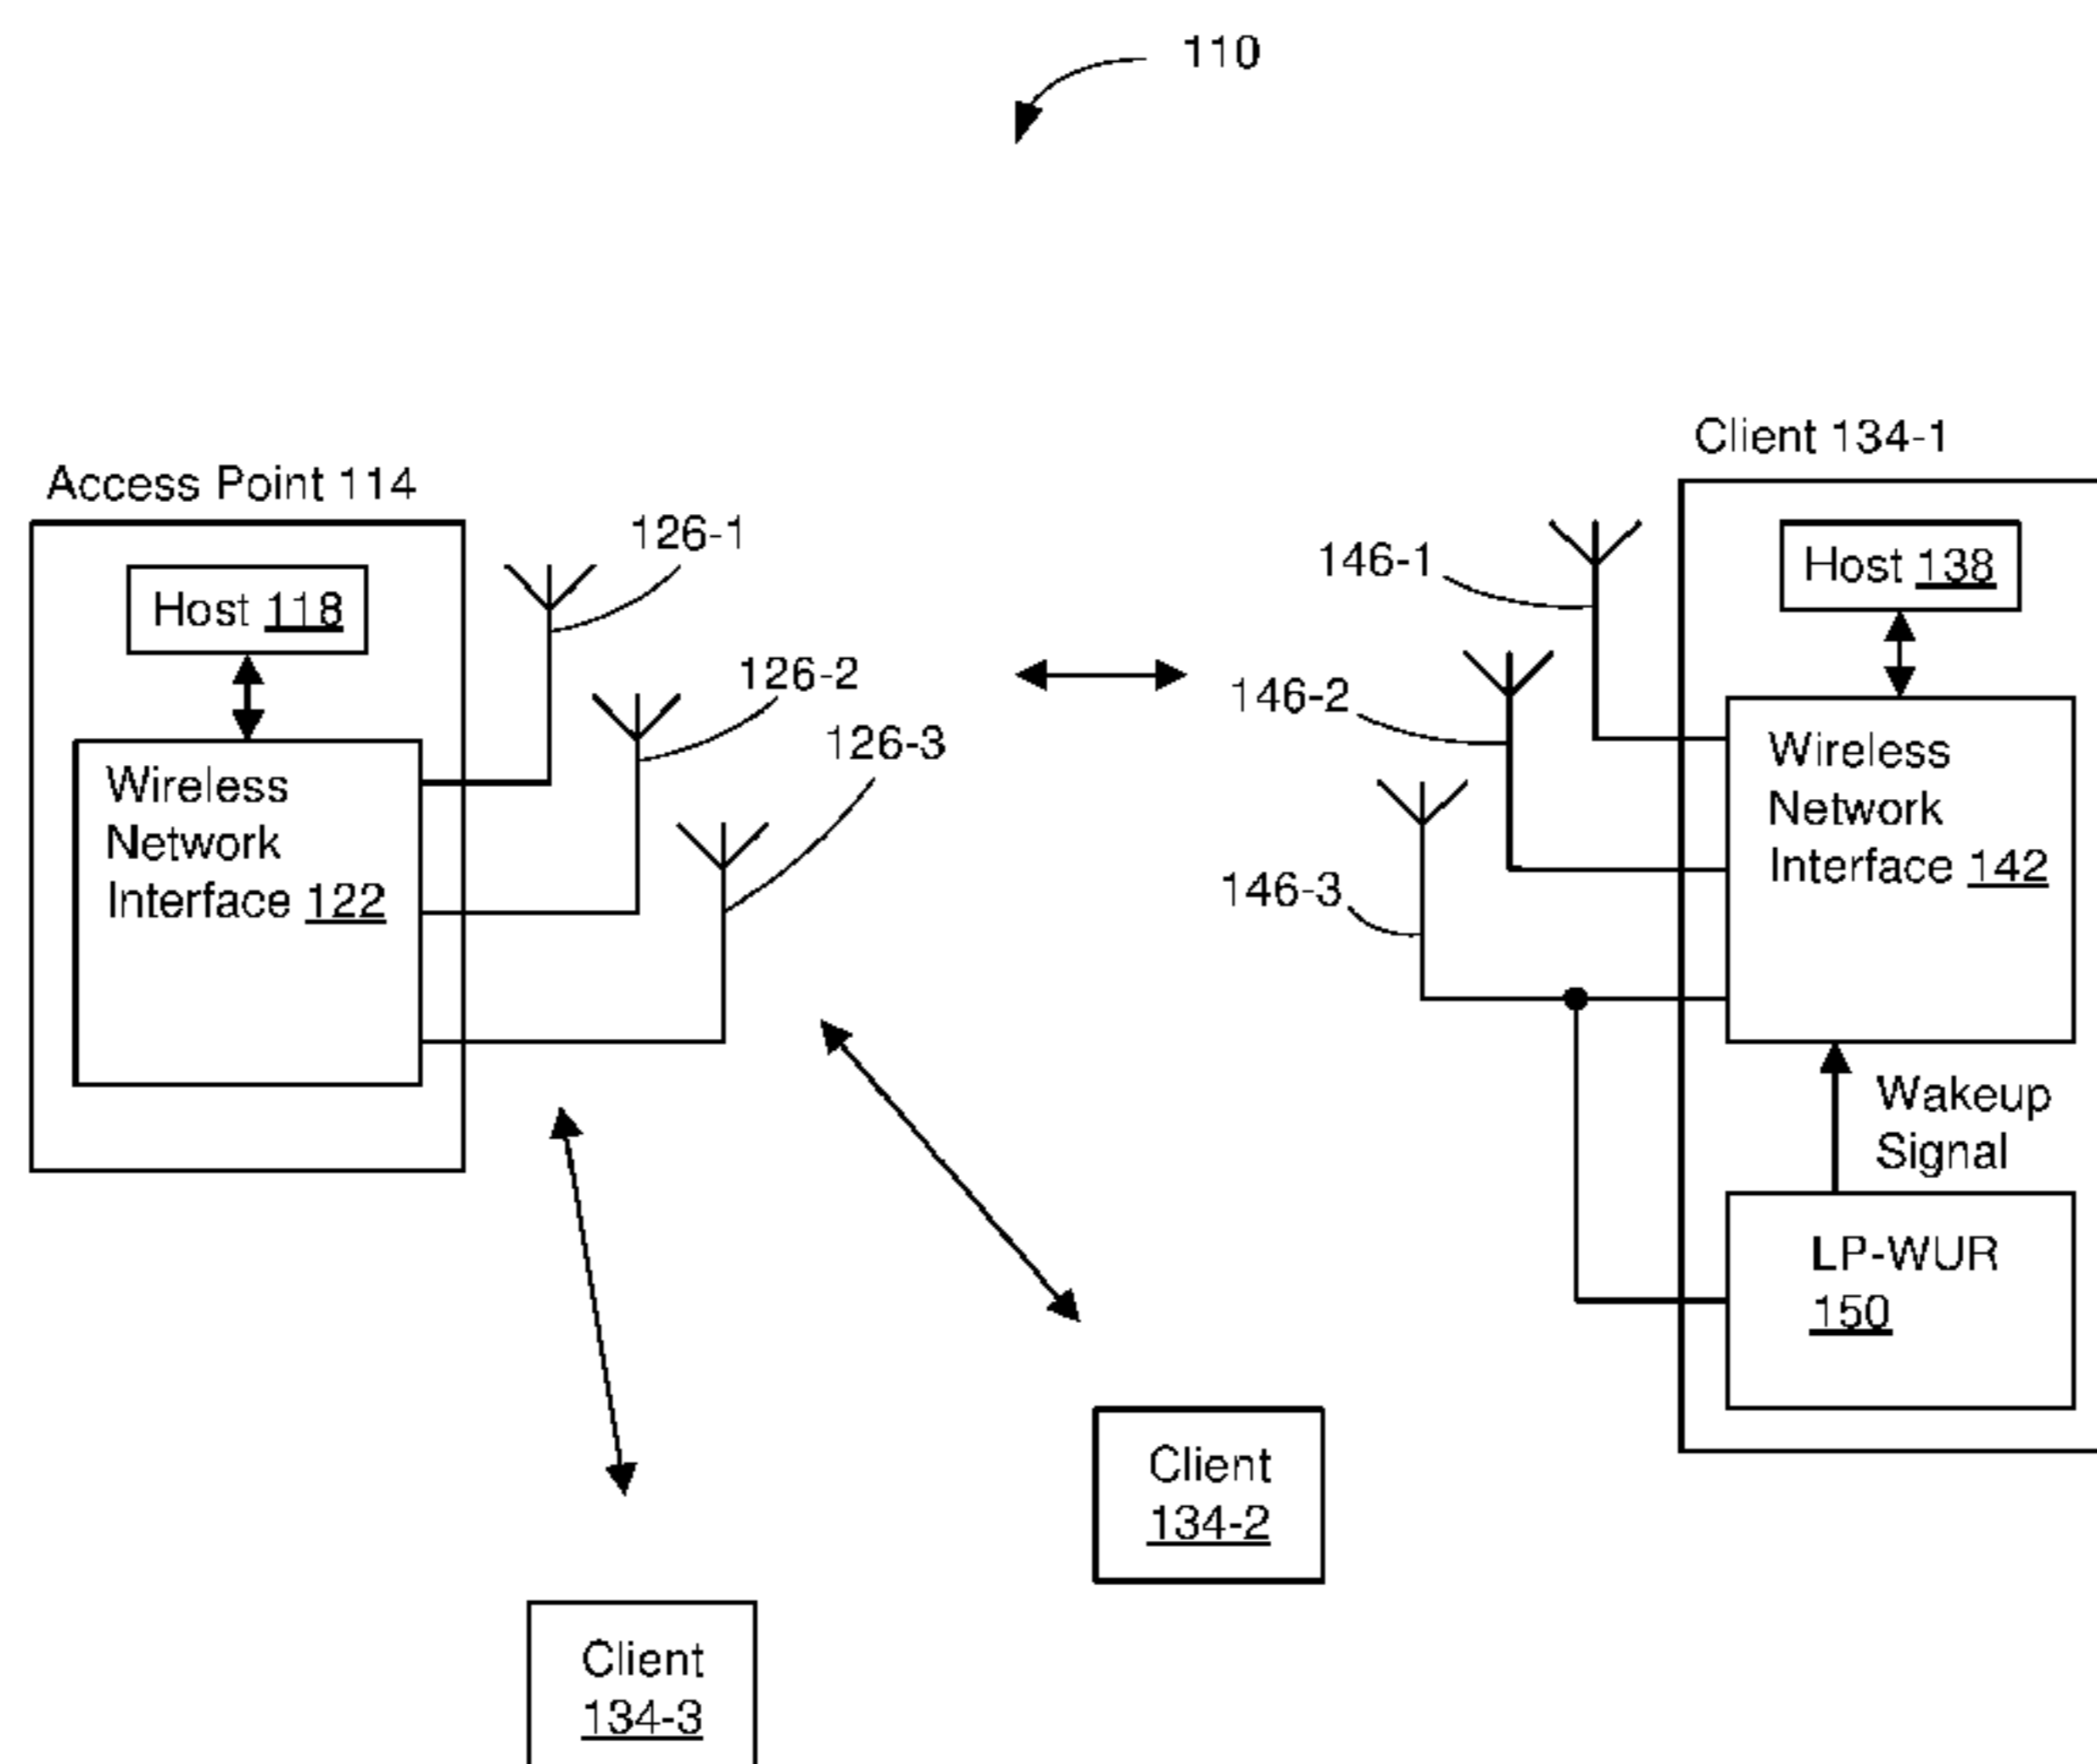 110
Client 134-1
Access Point 114
126-1
146-1
Host 138
Host 118
126-2
146-2
126-3
Wireless
Network
Interface 142
Wireless
Network
Interface 122
146-3
Wakeup
Signal
LP-WUR
150
Client
134-2
Client
134-3